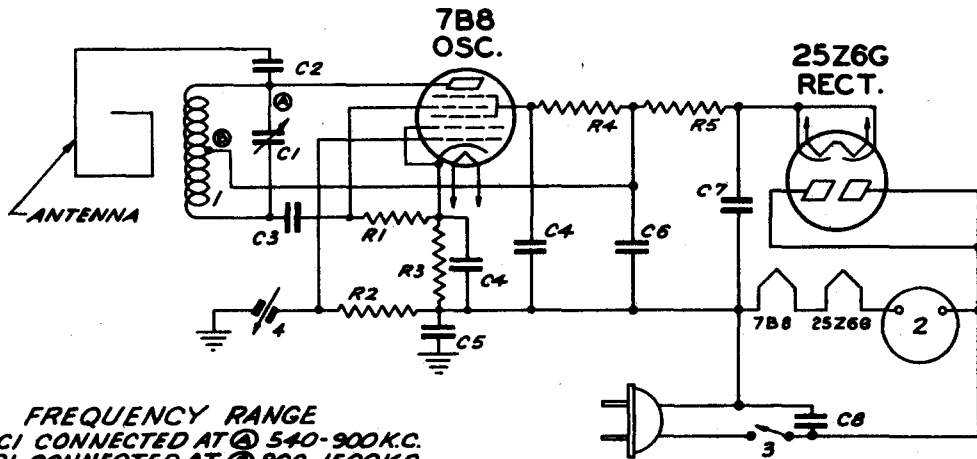 7B8
OSC.
25Z6G
RECT.
C2
A
C1
B
1
ANTENNA
C3
R1
R3
C4
R2
4
C5
C4
R4
C6
R5
C7
7B8
25Z6G
2
3
C8
FREQUENCY RANGE
C1 CONNECTED AT A 540-900K.C.